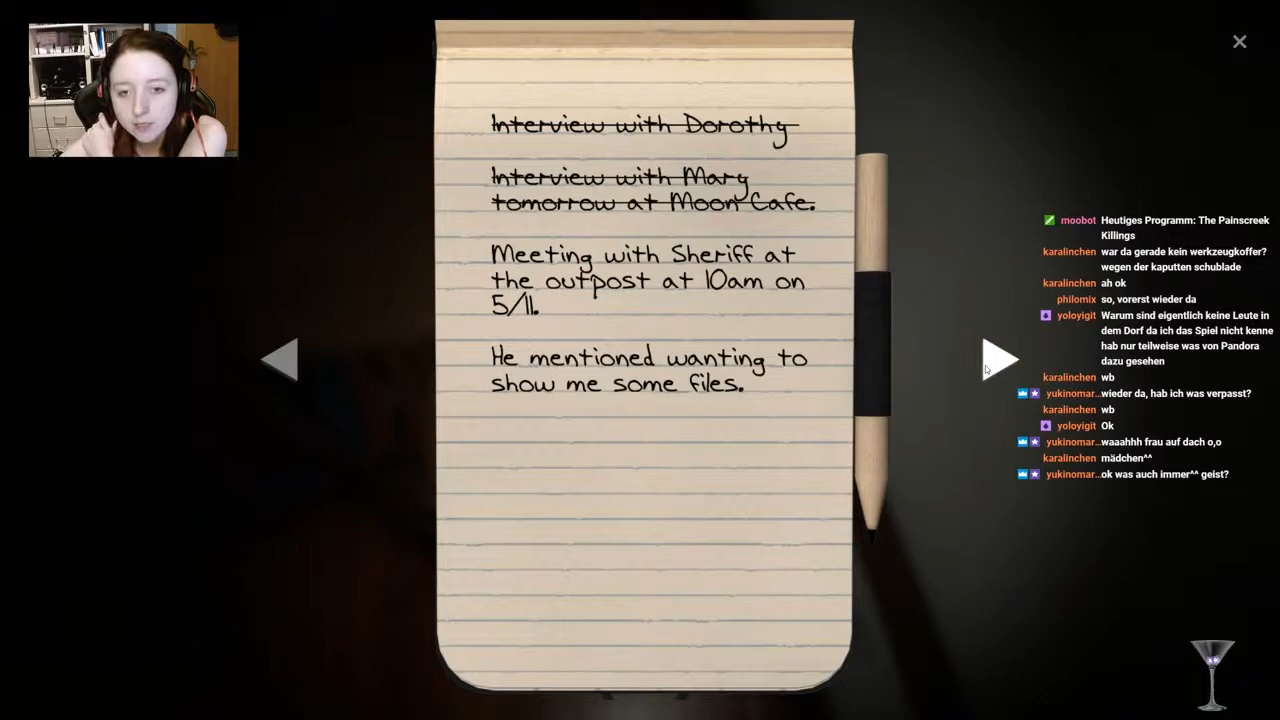 Interview with Dorothy
Interview with Mary
tomorrow at Moon Cafe.
Meeting with Sheriff at
the outpost at 10am on
5/11.
He mentioned wanting to
show me some files.
moobot Heutiges Programm: The Painscreek
Killings
karalinchen war da gerade kein werkzeugkoffer?
wegen der kaputten schublade
karalinchen ah ok
philomix so, vorerst wieder da
yoloyigit Warum sind eigentlich keine Leute in
dem Dorf da ich das Spiel nicht kenne
hab nur teilweise was von Pandora
dazu gesehen
karalinchen wb
yukinomar... wieder da, hab ich was verpasst?
karalinchen wb
yoloyigit Ok
yukinomar... waaahhh frau auf dach o,o
karalinchen mädchen^^
yukinomar... ok was auch immer^^ geist?